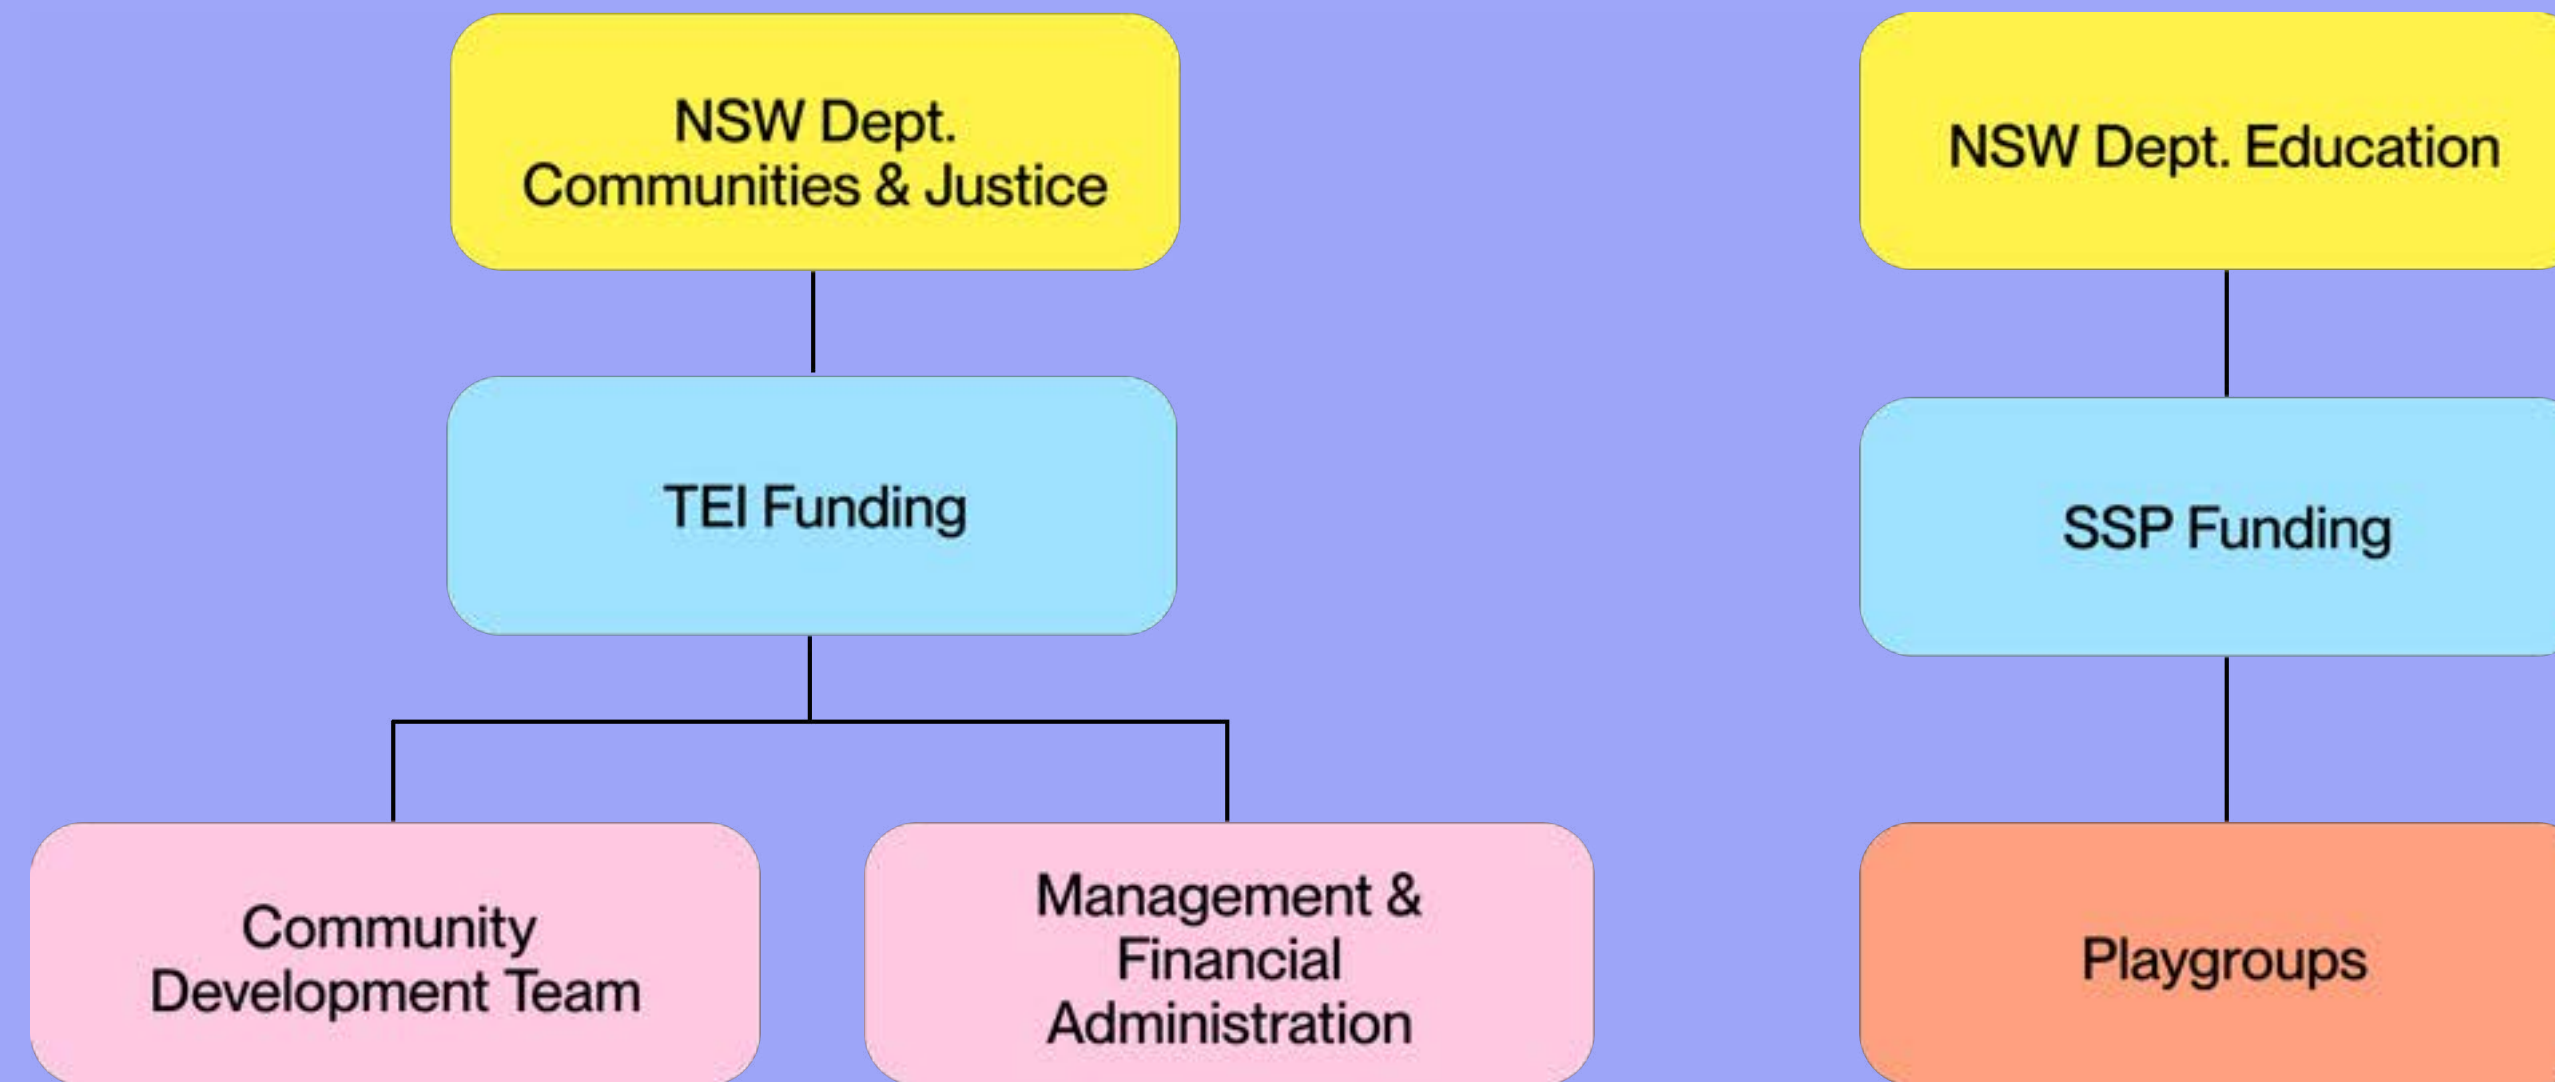 NSW Dept.
Communities & Justice
NSW Dept. Education
TEI Funding
SSP Funding
Community
Development Team
Management &
Financial
Administration
Playgroups